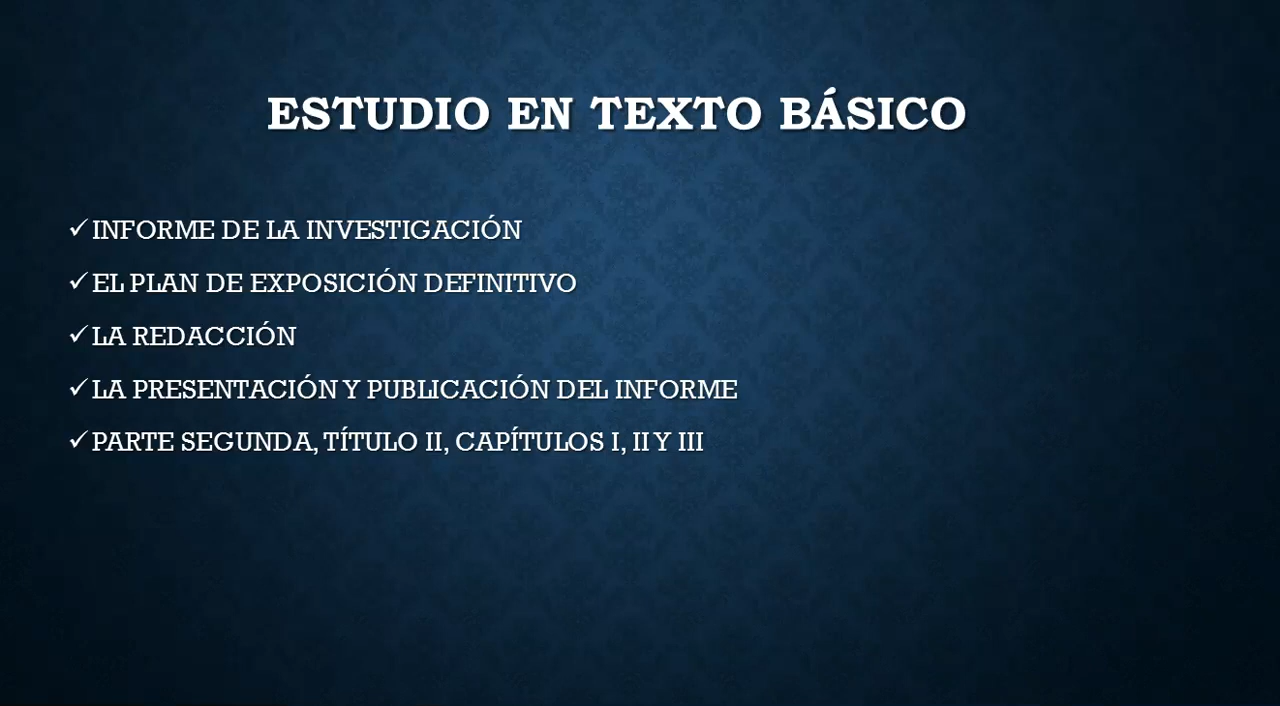 ESTUDIO EN TEXTO BÁSICO
✓INFORME DE LA INVESTIGACIÓN
✓EL PLAN DE EXPOSICIÓN DEFINITIVO
✓LA REDACCIÓN
✓LA PRESENTACIÓN Y PUBLICACIÓN DEL INFORME
✓PARTE SEGUNDA, TÍTULO II, CAPÍTULOS I, II Y III